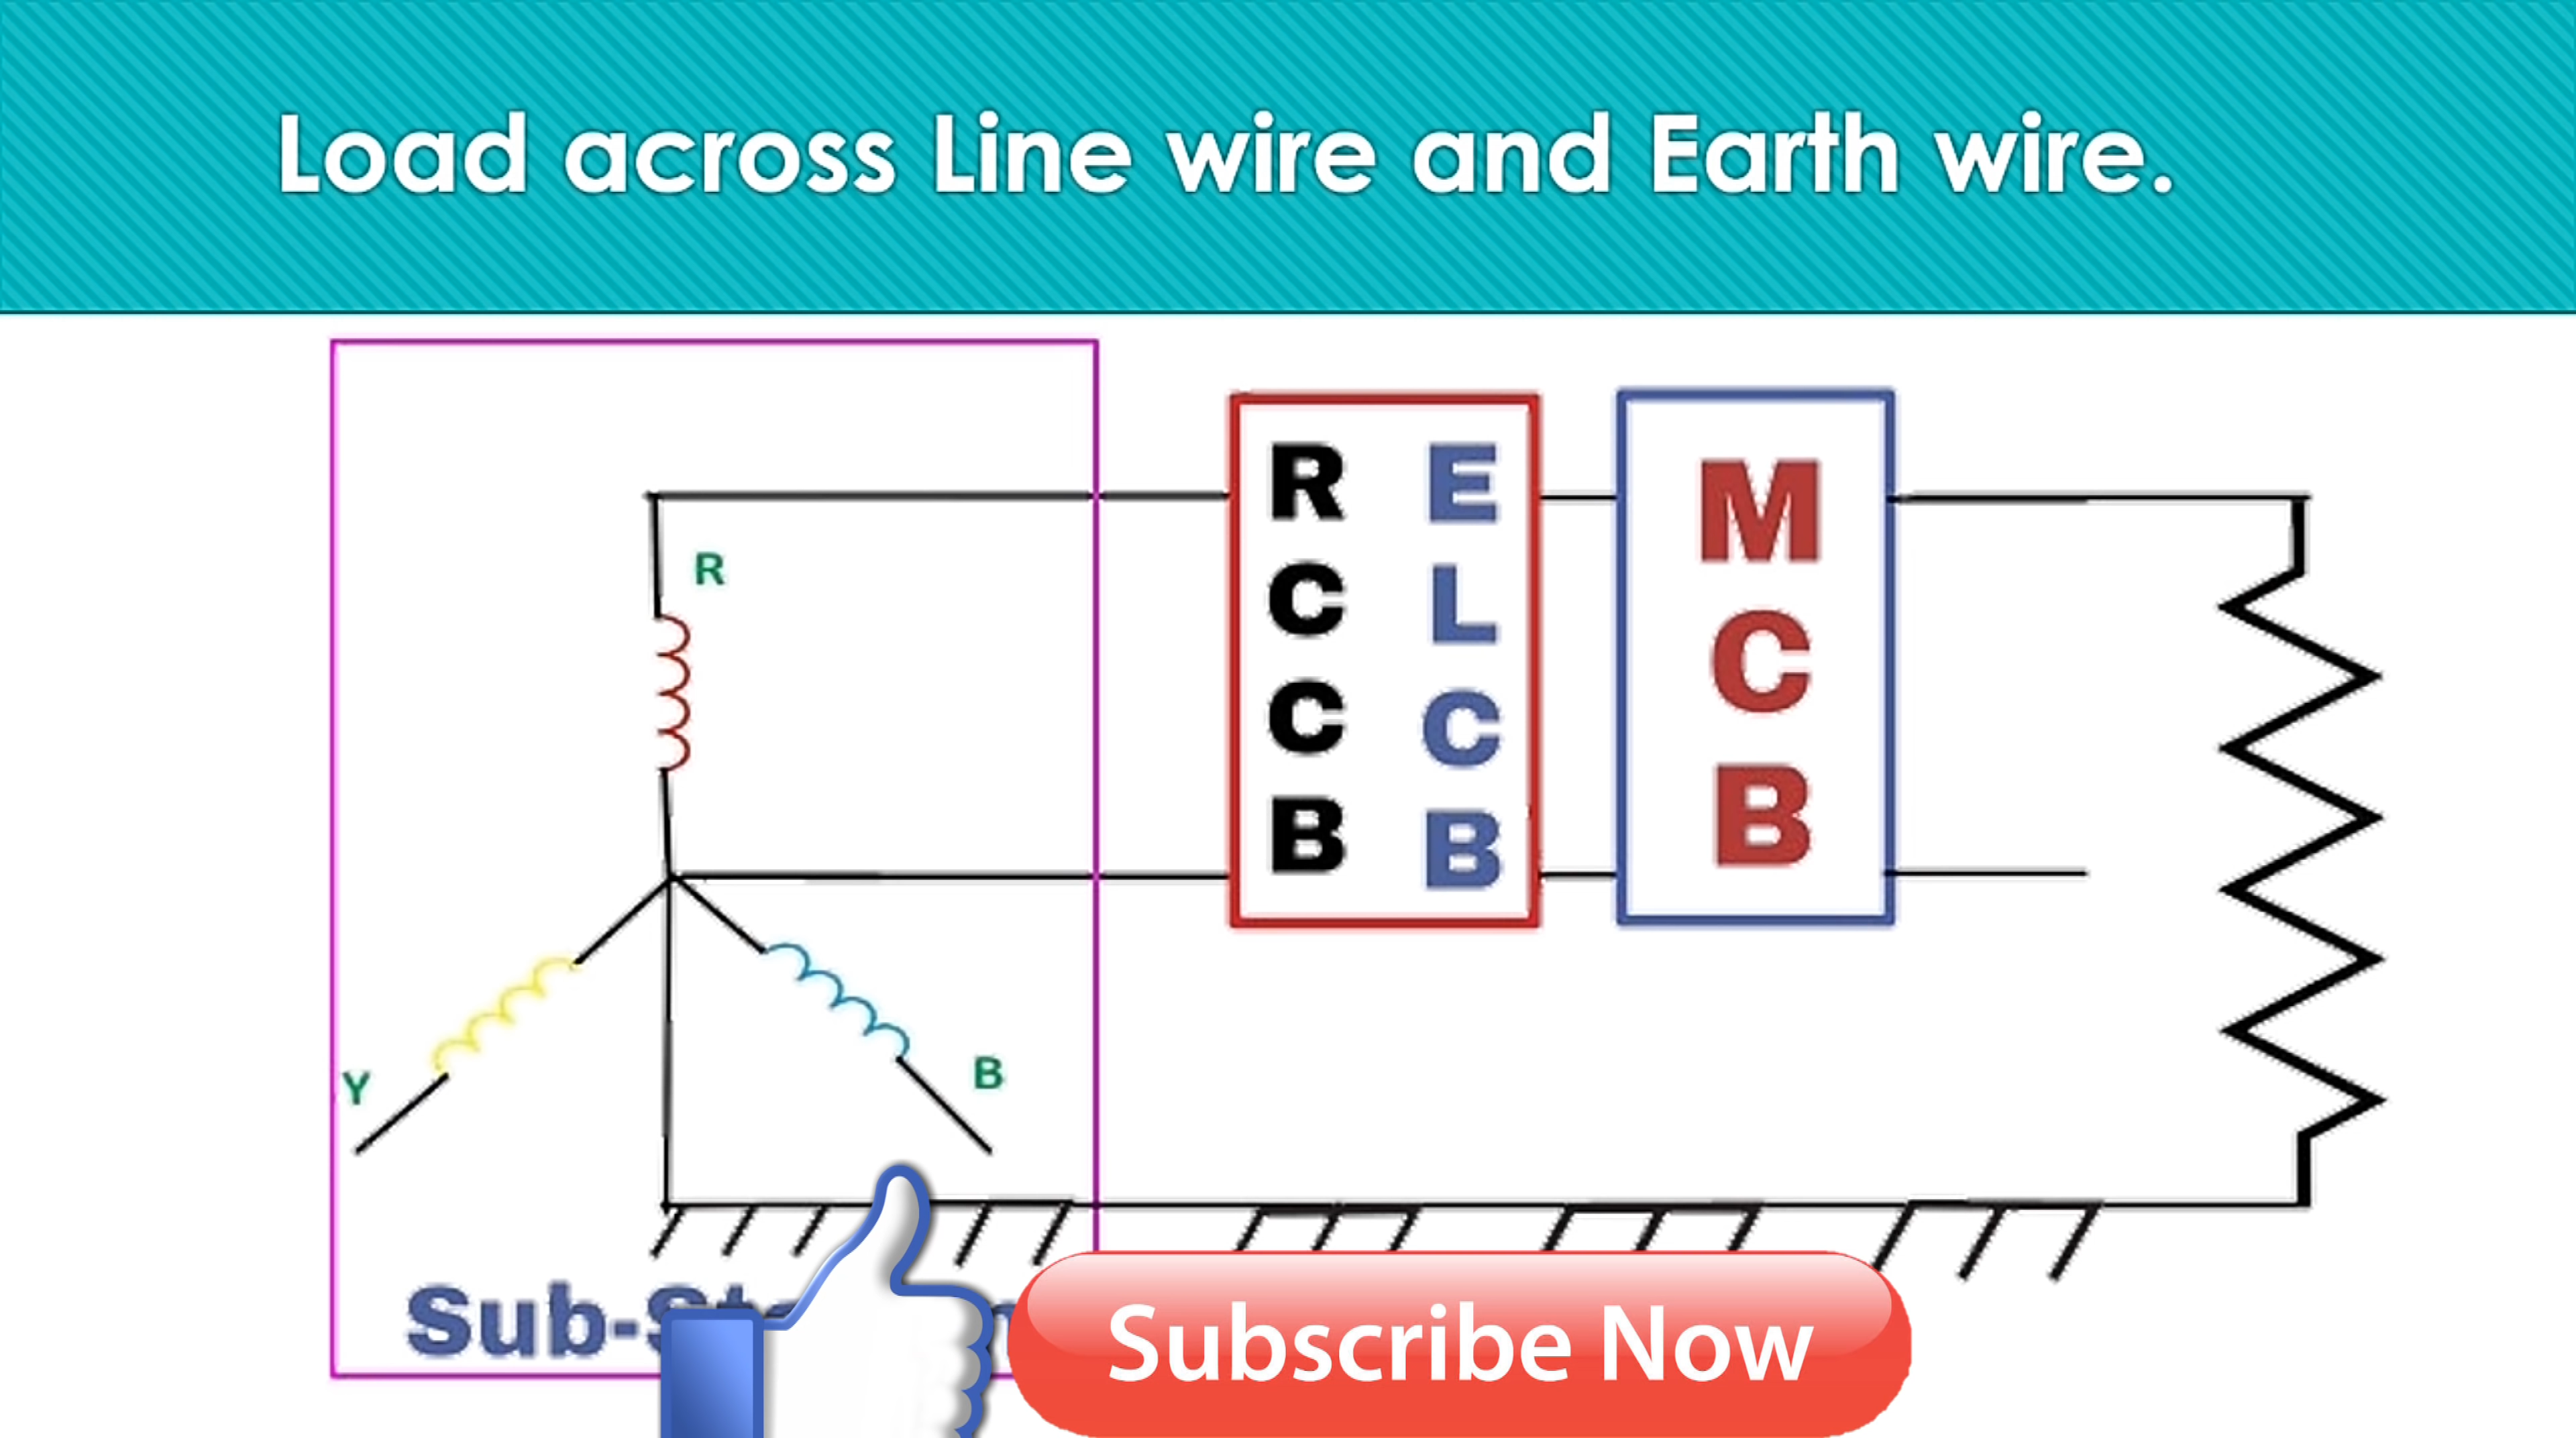 Load across Line wire and Earth wire.
R
Y
B
RCCB
ELCB
MCB
Subscribe Now